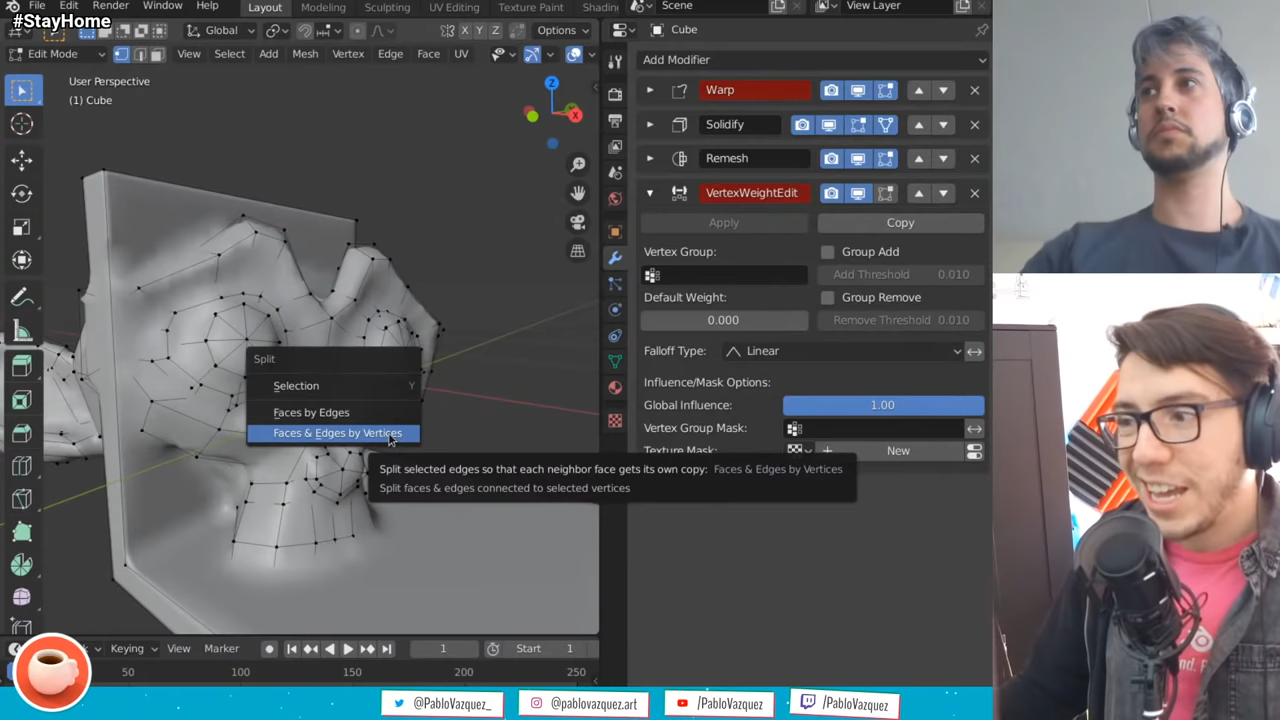 Edit Render Window Help
Layout Modeling Sculpting UV Editing Texture Paint
Scene View Layer
#StayHome
Global X Y Z Options
Cube
Edit Mode View Select Add Mesh Vertex Edge Face UV
Add Modifier
User Perspective
(1) Cube
Z
X
Warp
Solidify
Remesh
VertexWeightEdit
Apply Copy
Vertex Group: Group Add
Add Threshold 0.010
Default Weight: Group Remove
0.000 Remove Threshold 0.010
Falloff Type: Linear
Influence/Mask Options:
Global Influence: 1.00
Vertex Group Mask:
Texture Mask: New
Split
Selection Y
Faces by Edges
Faces & Edges by Vertices
Split selected edges so that each neighbor face gets its own copy: Faces & Edges by Vertices
Split faces & edges connected to selected vertices
Keying View Marker 1 Start 1
50 100 150 200 250
@PabloVazquez_ @pablovazquez.art /PabloVazquez /PabloVazquez